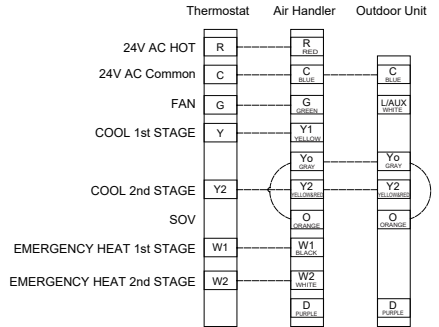 Thermostat Air Handler Outdoor Unit
24V AC HOT R R
RED
24V AC Common C C C
BLUE BLUE
FAN G G L/AUX
GREEN WHITE
COOL 1st STAGE Y Y1
YELLOW
Yo Yo
GRAY GRAY
COOL 2nd STAGE Y2 Y2 Y2
YELLOW&RED YELLOW&RED
SOV O O
ORANGE ORANGE
EMERGENCY HEAT 1st STAGE W1 W1
BLACK
EMERGENCY HEAT 2nd STAGE W2 W2
WHITE
D D
PURPLE PURPLE